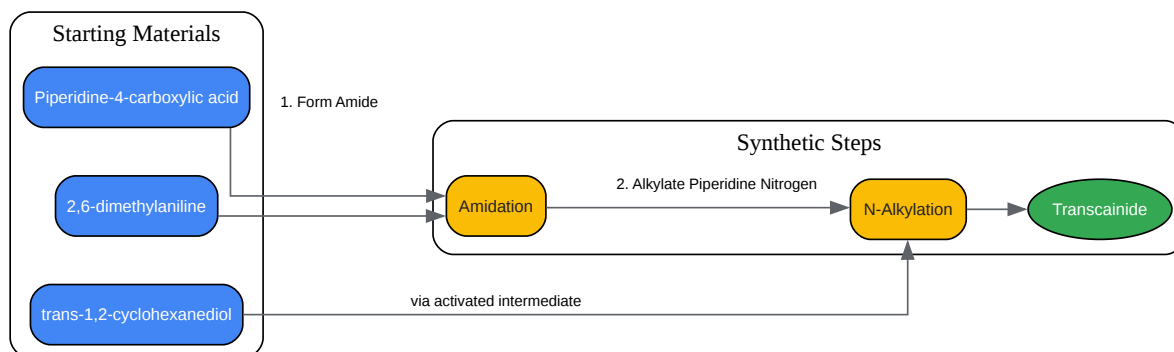 Starting Materials
Piperidine-4-carboxylic acid
1. Form Amide
Synthetic Steps
2,6-dimethylaniline
Amidation
2. Alkylate Piperidine Nitrogen
N-Alkylation
Transcainide
trans-1,2-cyclohexanediol
via activated intermediate